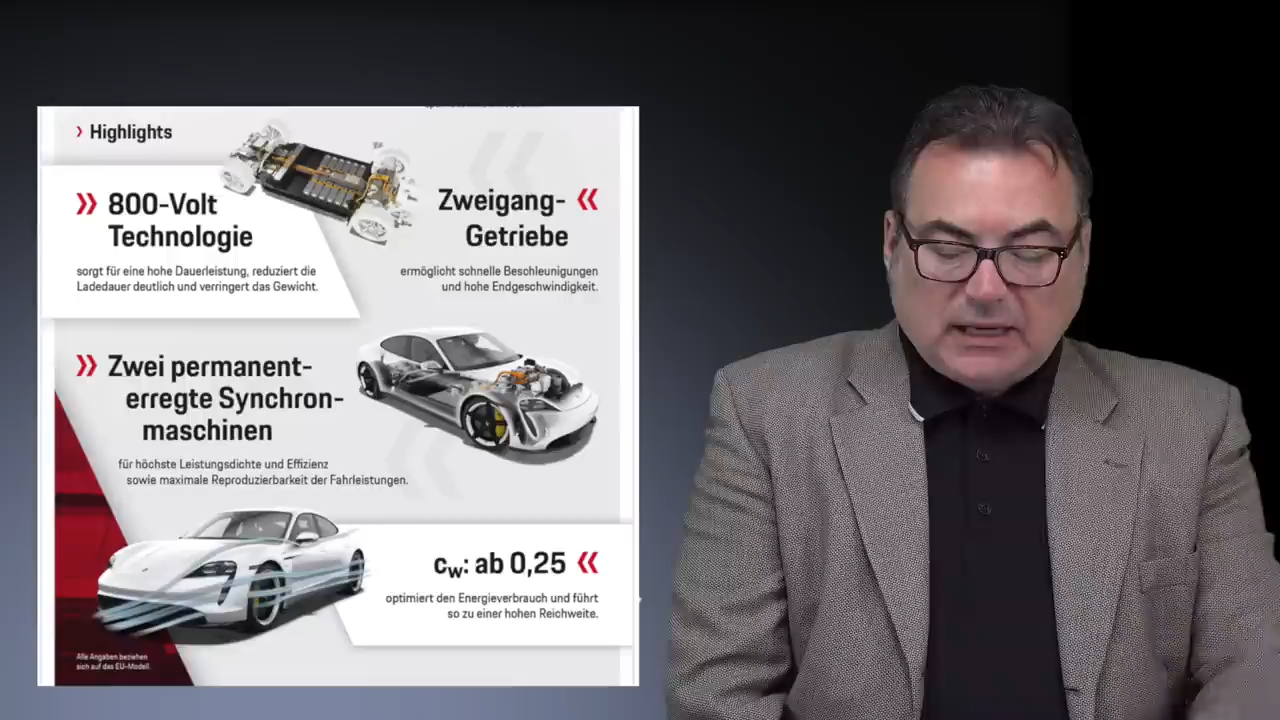 Highlights
800-Volt
Technologie
sorgt für eine hohe Dauerleistung, reduziert die
Ladedauer deutlich und verringert das Gewicht.
Zweigang-
Getriebe
ermöglicht schnelle Beschleunigungen
und hohe Endgeschwindigkeit.
Zwei permanent-
erregte Synchron-
maschinen
für höchste Leistungsdichte und Effizienz
sowie maximale Reproduzierbarkeit der Fahrleistungen.
cw: ab 0,25
optimiert den Energieverbrauch und führt
so zu einer hohen Reichweite.
Alle Angaben beziehen
sich auf das EU-Modell.